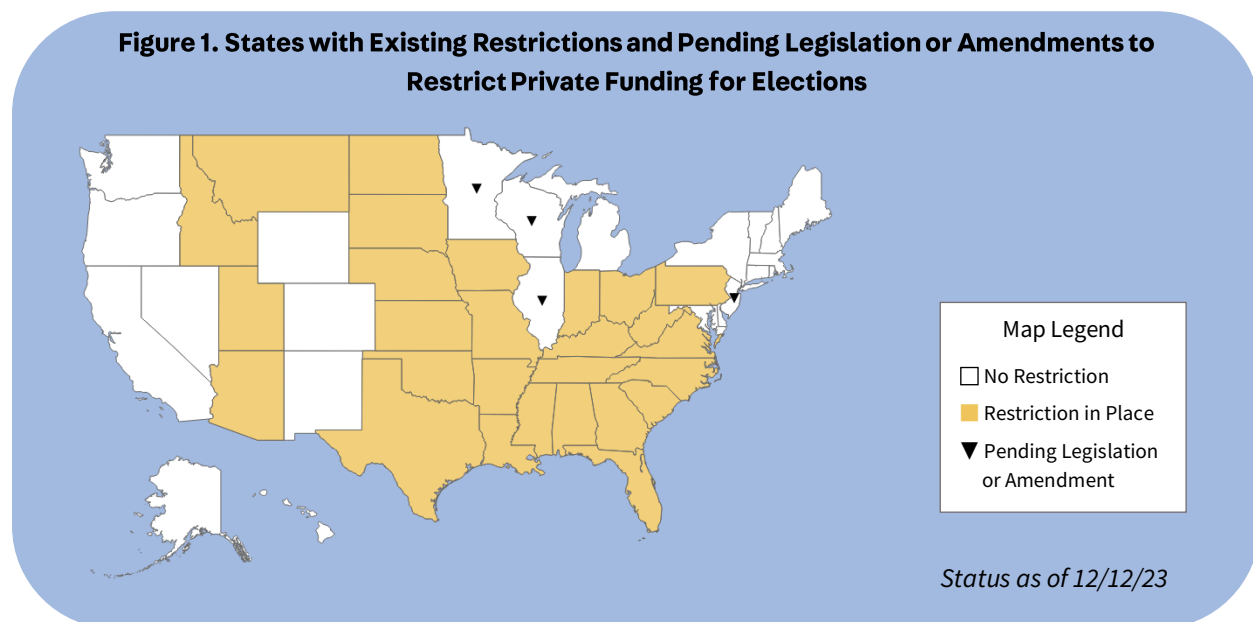 Figure 1. States with Existing Restrictions and Pending Legislation or Amendments to
Restrict Private Funding for Elections
Map Legend
No Restriction
Restriction in Place
Pending Legislation
or Amendment
Status as of 12/12/23